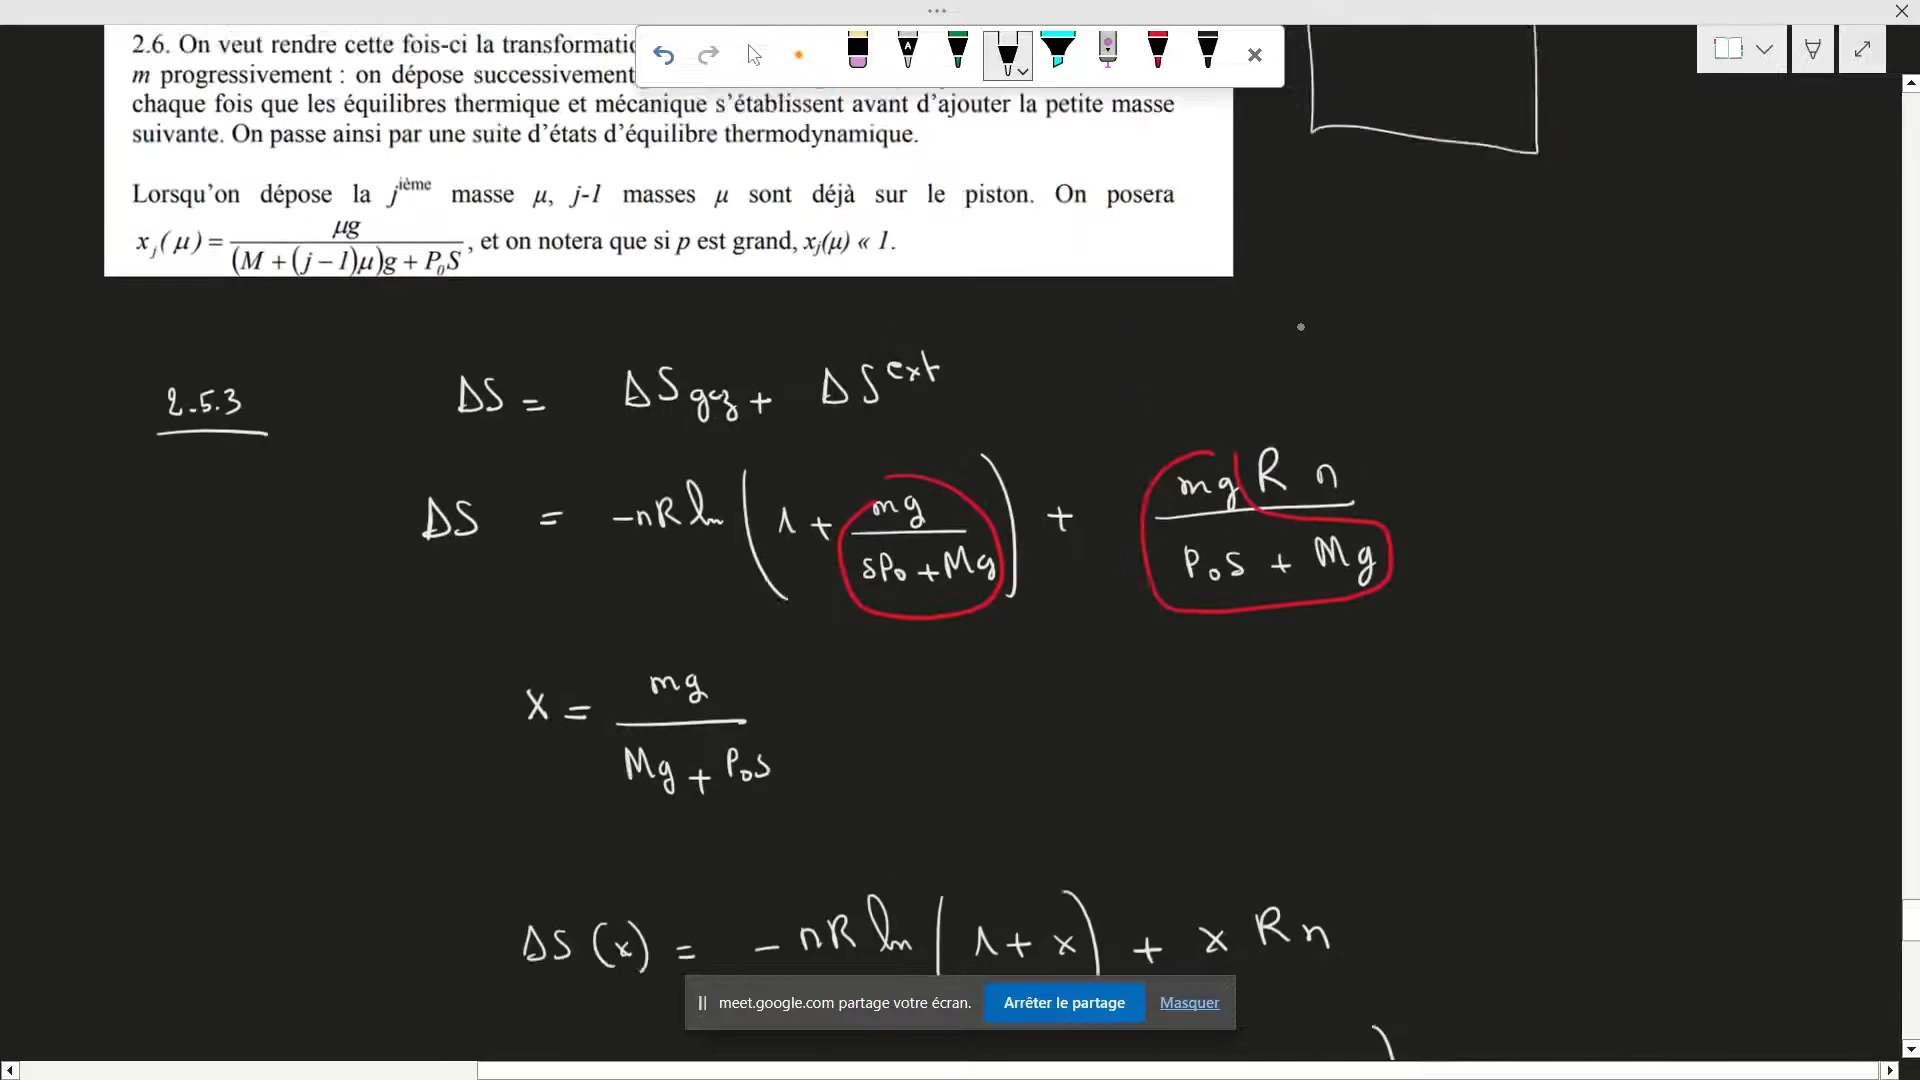 2.6. On veut rendre cette fois-ci la transformatio
m progressivement : on dépose successivement
chaque fois que les équilibres thermique et mécanique s'établissent avant d'ajouter la petite masse
suivante. On passe ainsi par une suite d'états d'équilibre thermodynamique.
Lorsqu'on dépose la j^ième masse μ, j-1 masses μ sont déjà sur le piston. On posera
x_j(μ) = μg / ((M + (j − 1)μ)g + P_0S), et on notera que si p est grand, x_j(μ) « 1.
2.5.3 ΔS = ΔS gaz + ΔS^ext
ΔS = -nR ln (1 + mg / (SP_0 + Mg)) + mg R n / (P_0S + Mg)
X = mg / (Mg + P_0S)
ΔS (x) = - nR ln (1 + x) + x R n
meet.google.com partage votre écran. Arrêter le partage Masquer